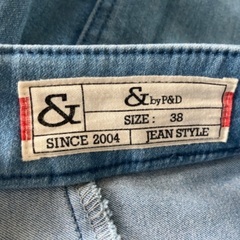 &
& by P&D
SIZE: 38
SINCE 2004
JEAN STYLE